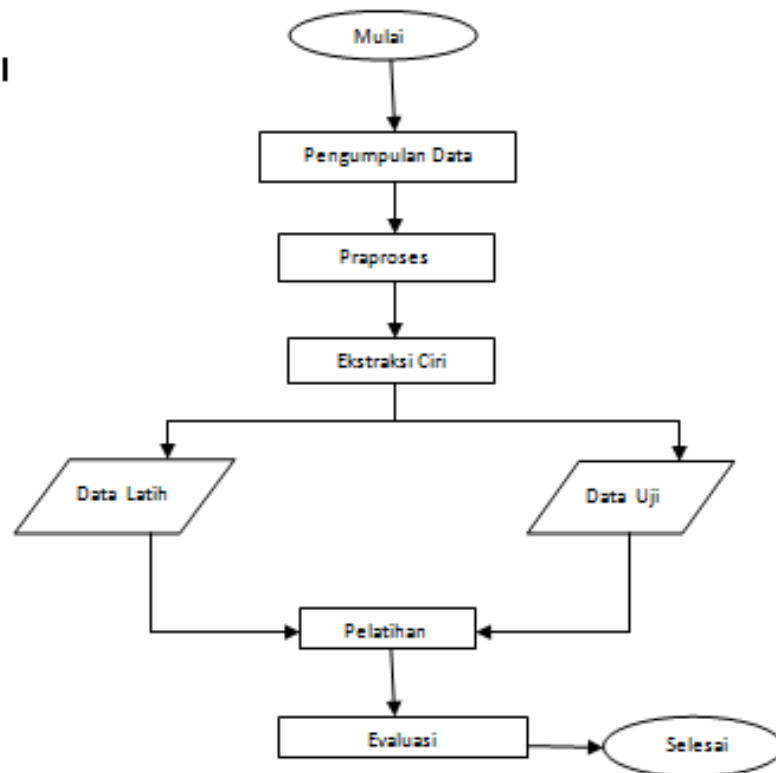 Mulai
Pengumpulan Data
Praproses
Ekstraksi Ciri
Data Latih
Data Uji
Pelatihan
Evaluasi
Selesai